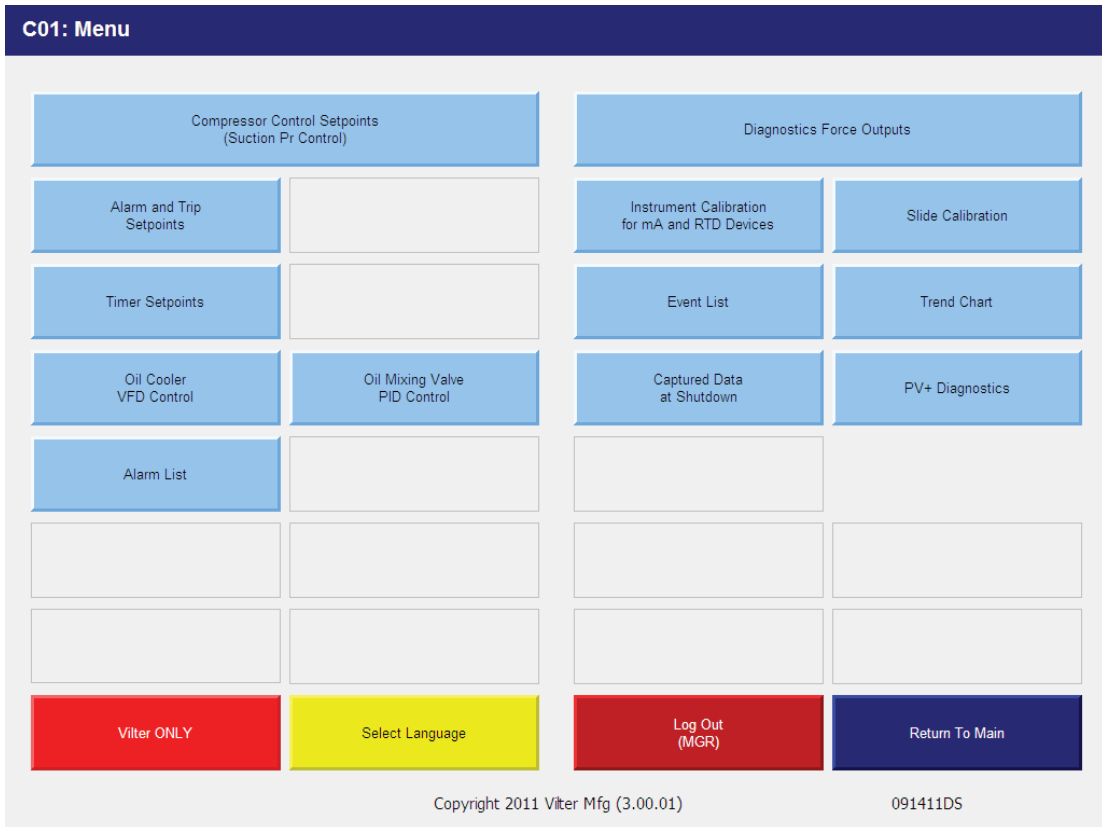 C01: Menu
Compressor Control Setpoints
(Suction Pr Control)
Diagnostics Force Outputs
Alarm and Trip
Setpoints
Instrument Calibration
for mA and RTD Devices
Slide Calibration
Timer Setpoints
Event List
Trend Chart
Oil Cooler
VFD Control
Oil Mixing Valve
PID Control
Captured Data
at Shutdown
PV+ Diagnostics
Alarm List
Vilter ONLY
Select Language
Log Out
(MGR)
Return To Main
Copyright 2011 Vilter Mfg (3.00.01)
091411DS